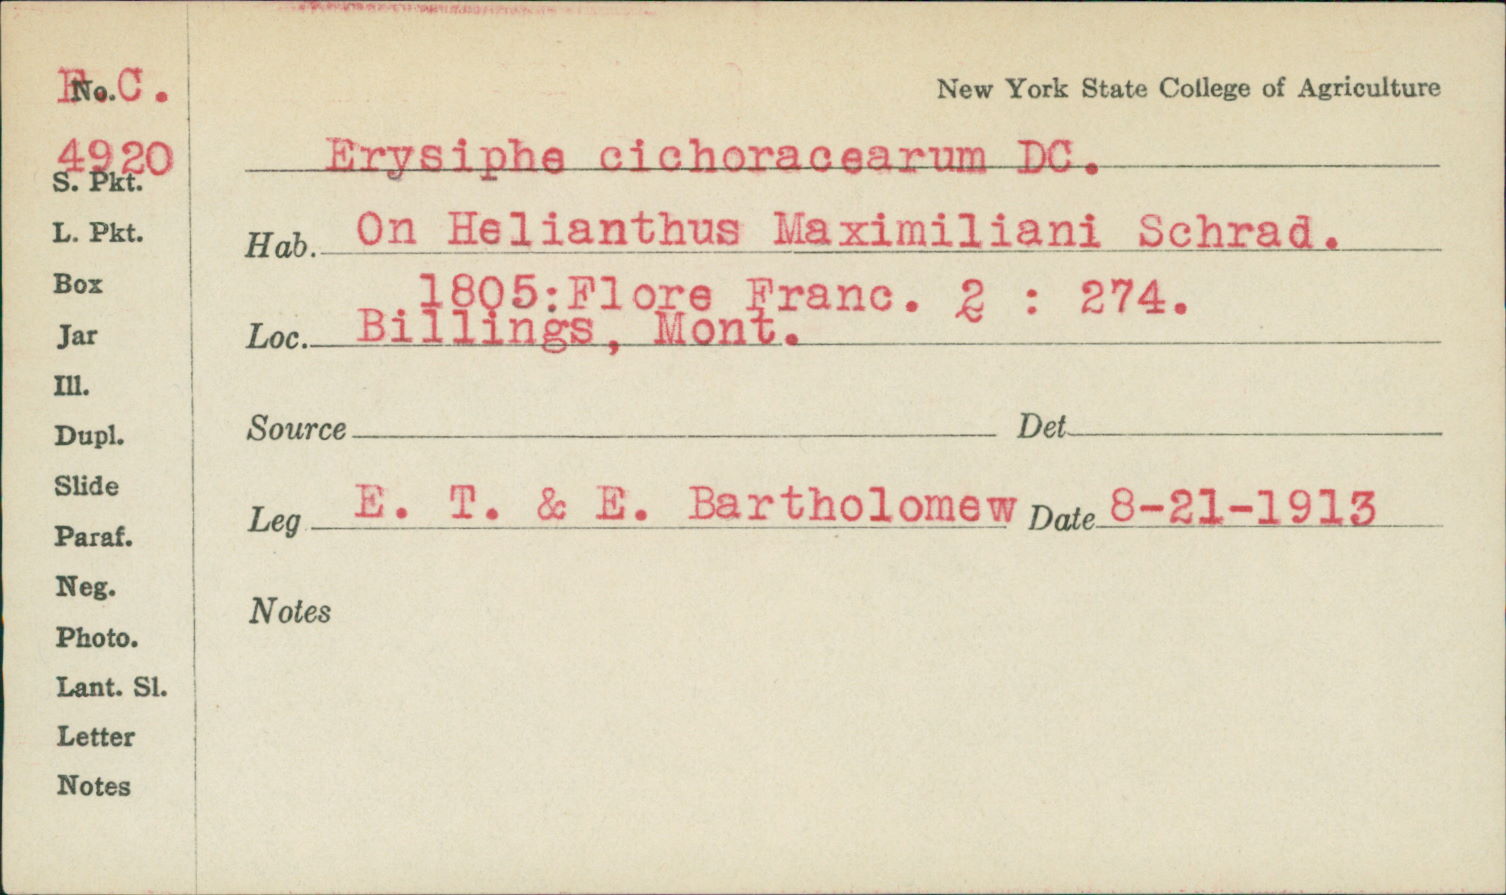 F.C.
No.
4920
S. Pkt.
L. Pkt.
Box
Jar
Ill.
Dupl.
Slide
Paraf.
Neg.
Photo.
Lant. Sl.
Letter
Notes
New York State College of Agriculture
Erysiphe cichoracearum DC.
Hab. On Helianthus Maximiliani Schrad.
1805:Flore Franc. 2 : 274.
Loc. Billings, Mont.
Source Det
Leg E. T. & E. Bartholomew Date 8-21-1913
Notes